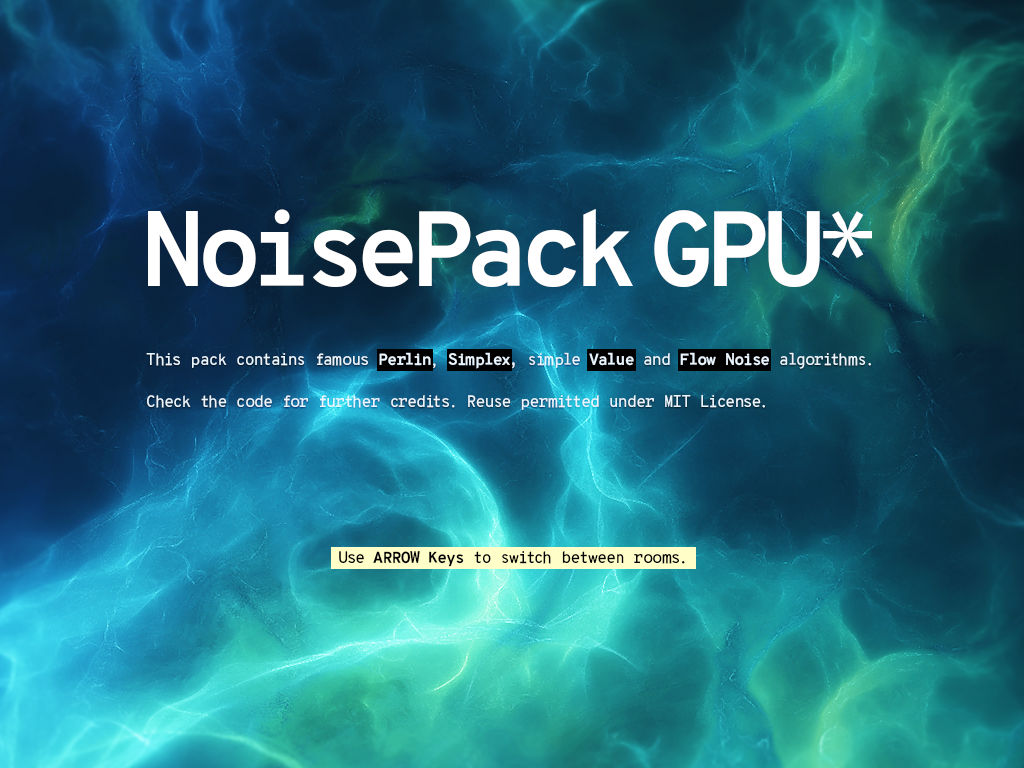 NoisePack GPU*
This pack contains famous Perlin, Simplex, simple Value and Flow Noise algorithms.
Check the code for further credits. Reuse permitted under MIT License.
Use ARROW Keys to switch between rooms.